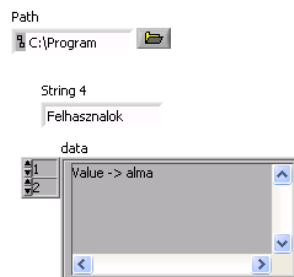 Path
C:\Program
String 4
Felhasznalok
data
1
Value -> alma
2